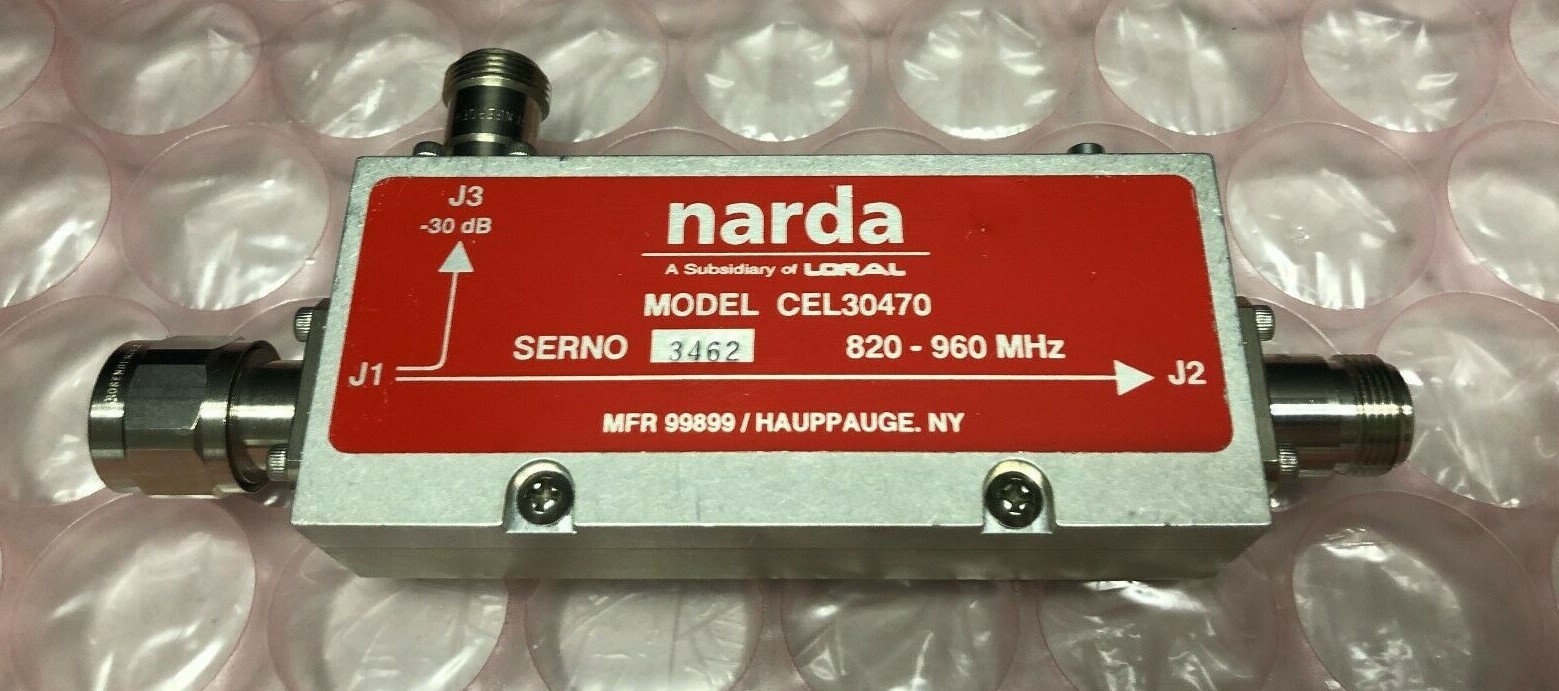 J3
-30 dB
narda
A Subsidiary of LORAL
MODEL CEL30470
SERNO 3462 820 - 960 MHz
J1 J2
MFR 99899 / HAUPPAUGE. NY